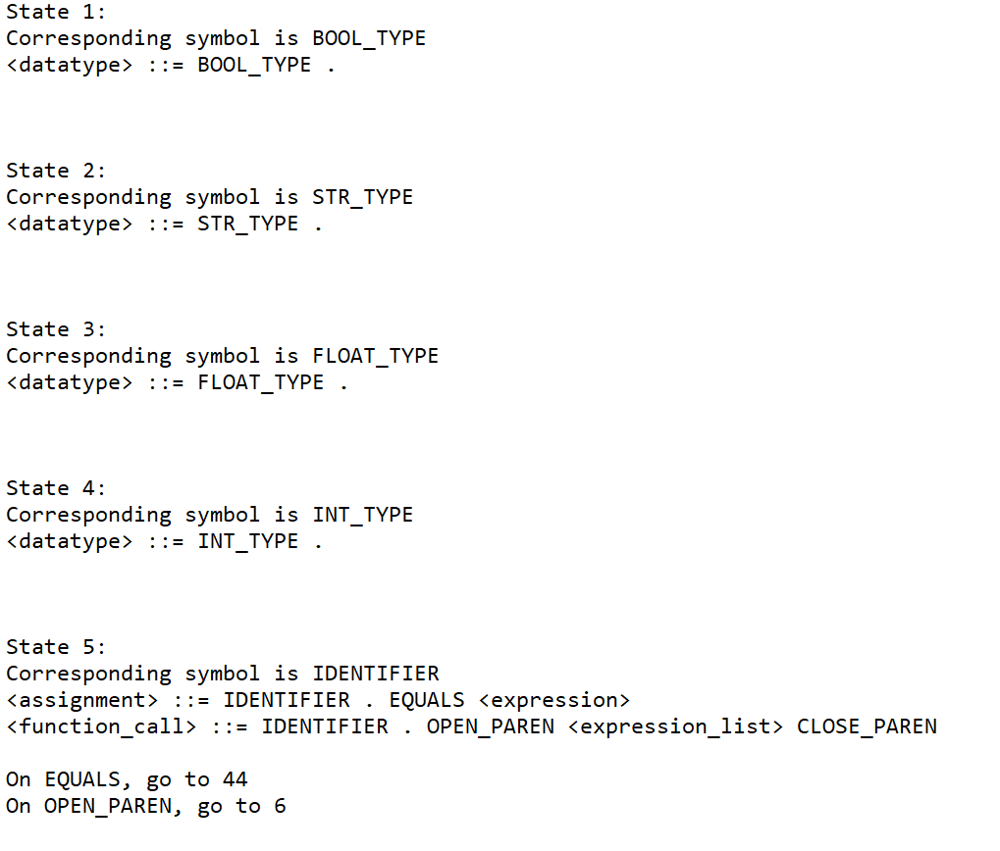 State 1:
Corresponding symbol is BOOL_TYPE
<datatype> ::= BOOL_TYPE .
State 2:
Corresponding symbol is STR_TYPE
<datatype> ::= STR_TYPE .
State 3:
Corresponding symbol is FLOAT_TYPE
<datatype> ::= FLOAT_TYPE .
State 4:
Corresponding symbol is INT_TYPE
<datatype> ::= INT_TYPE .
State 5:
Corresponding symbol is IDENTIFIER
<assignment> ::= IDENTIFIER . EQUALS <expression>
<function_call> ::= IDENTIFIER . OPEN_PAREN <expression_list> CLOSE_PAREN
On EQUALS, go to 44
On OPEN_PAREN, go to 6